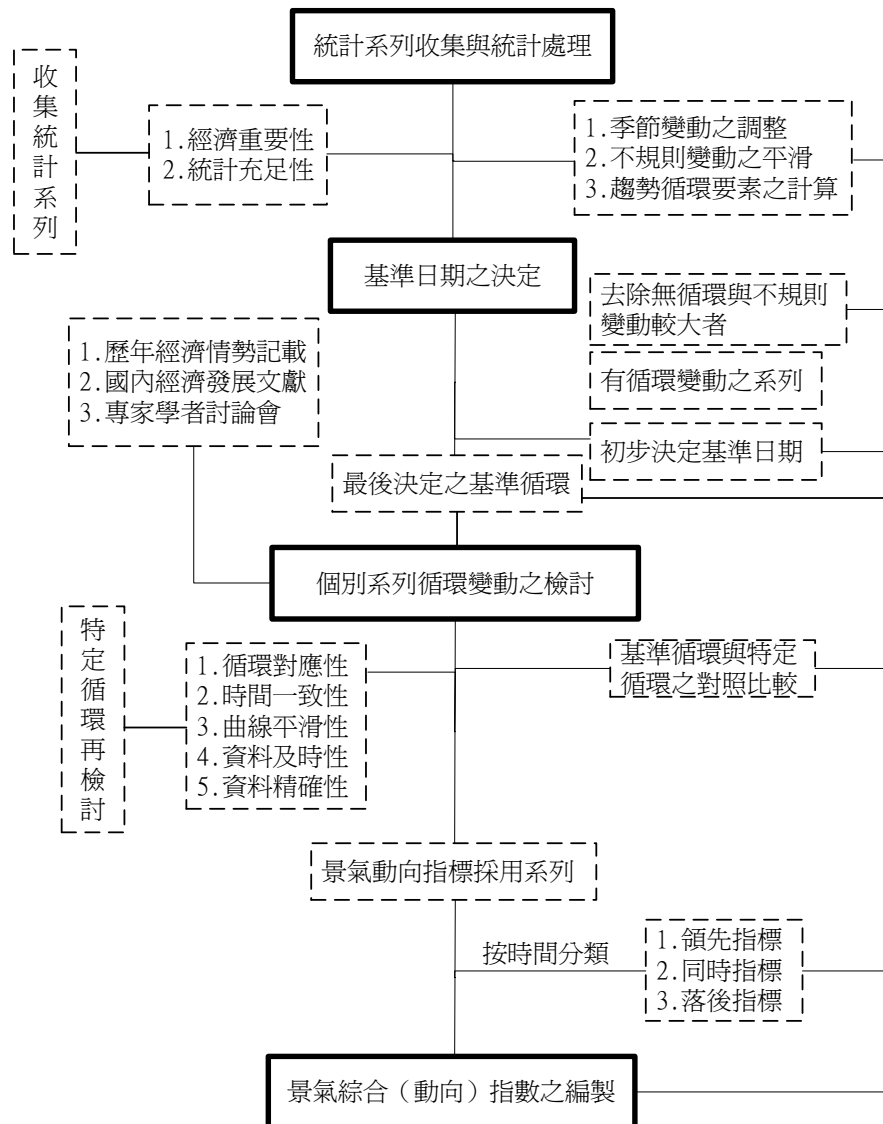 統計系列收集與統計處理
收集統計系列
1.經濟重要性
2.統計充足性
1.季節變動之調整
2.不規則變動之平滑
3.趨勢循環要素之計算
基準日期之決定
去除無循環與不規則
變動較大者
1.歷年經濟情勢記載
2.國內經濟發展文獻
3.專家學者討論會
有循環變動之系列
初步決定基準日期
最後決定之基準循環
個別系列循環變動之檢討
特定循環再檢討
1.循環對應性
2.時間一致性
3.曲線平滑性
4.資料及時性
5.資料精確性
基準循環與特定
循環之對照比較
景氣動向指標採用系列
按時間分類
1.領先指標
2.同時指標
3.落後指標
景氣綜合（動向）指數之編製